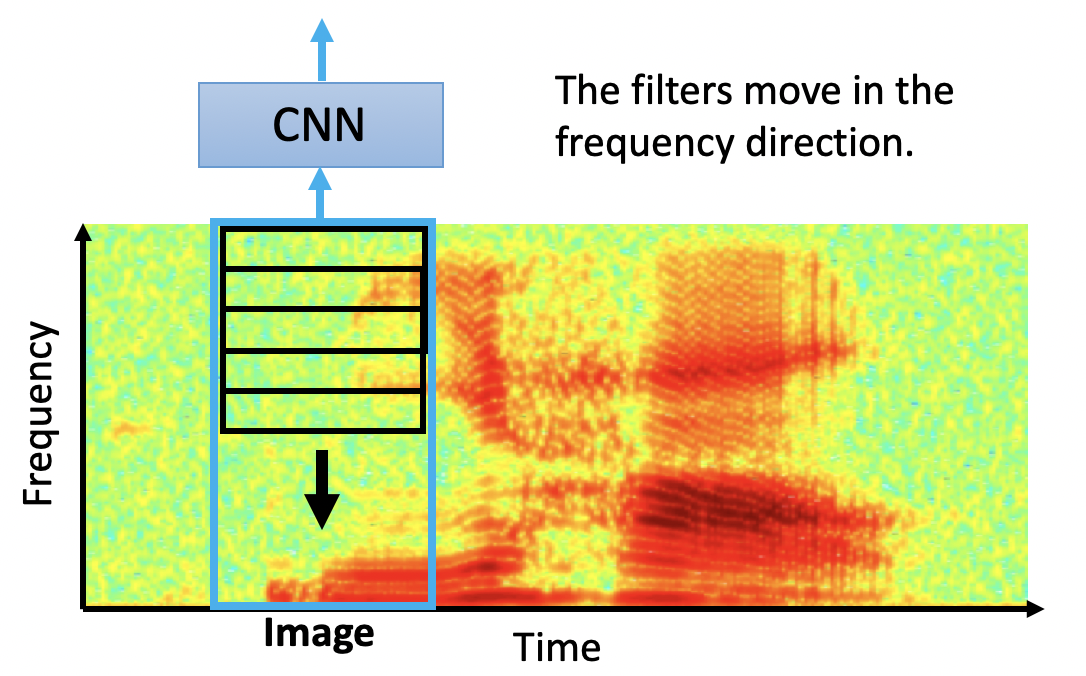 CNN
The filters move in the
frequency direction.
Frequency
Image
Time